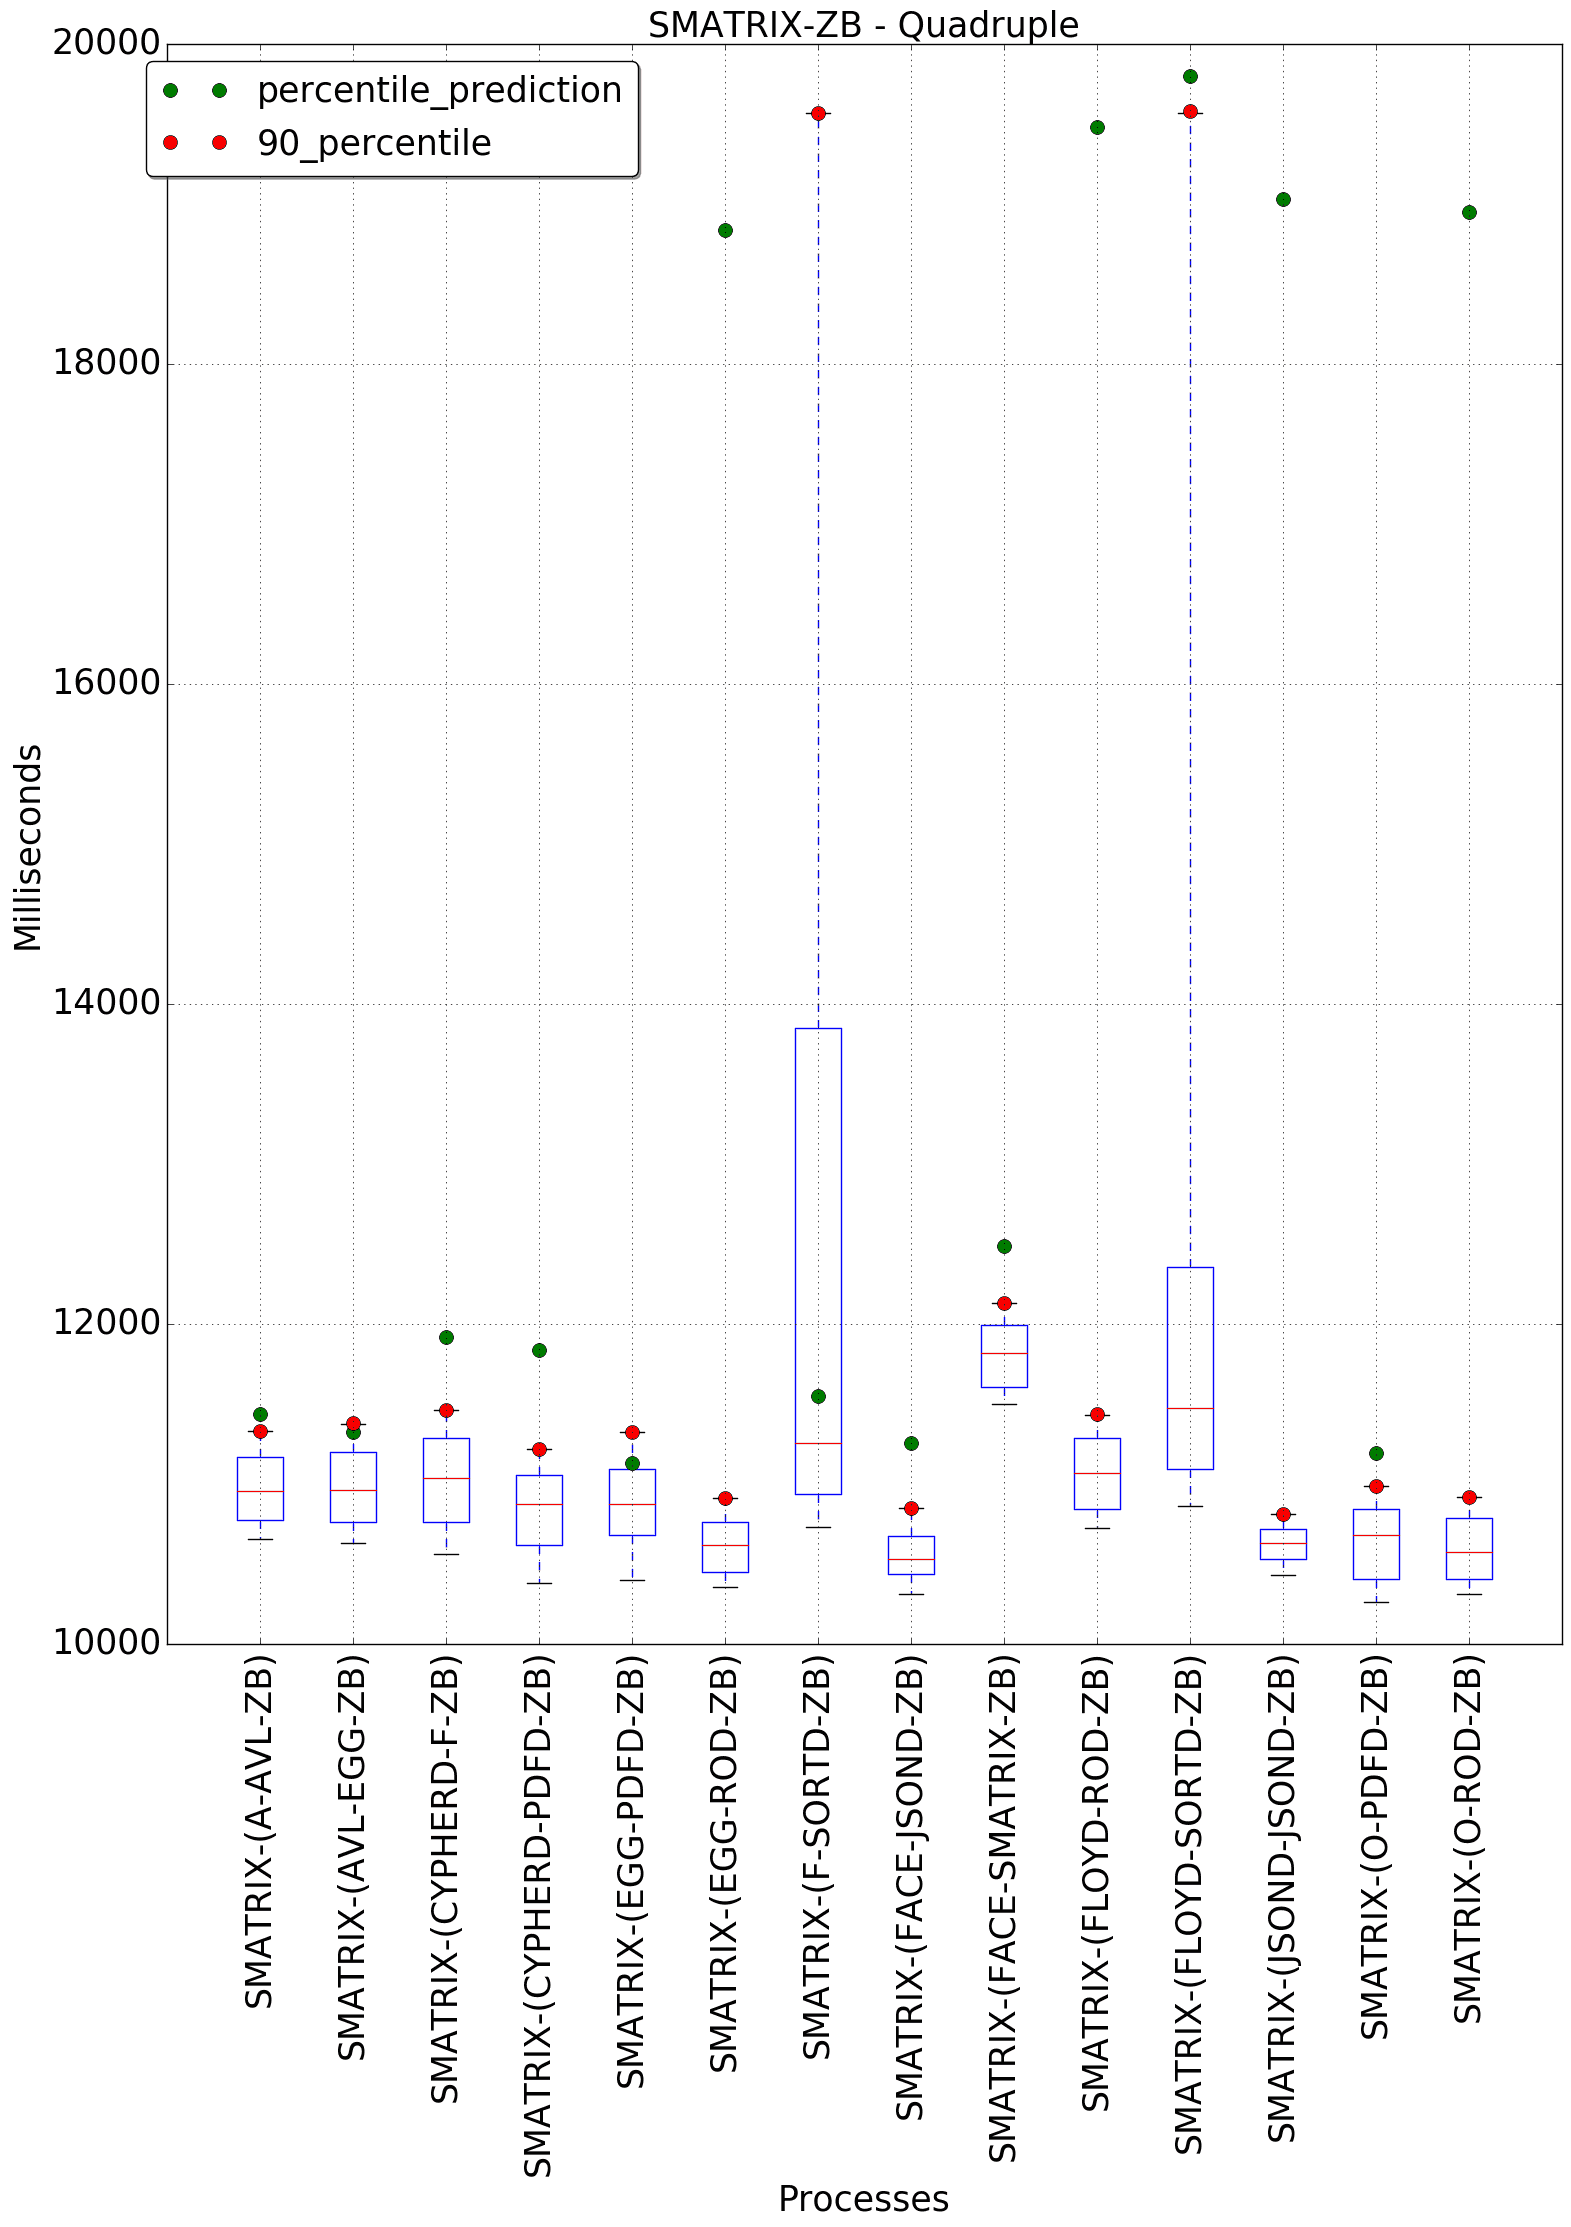 SMATRIX-ZB - Quadruple
percentile_prediction
90_percentile
20000
18000
16000
14000
12000
10000
Milliseconds
SMATRIX-(A-AVL-ZB)
SMATRIX-(AVL-EGG-ZB)
SMATRIX-(CYPHERD-F-ZB)
SMATRIX-(CYPHERD-PDFD-ZB)
SMATRIX-(EGG-PDFD-ZB)
SMATRIX-(EGG-ROD-ZB)
SMATRIX-(F-SORTD-ZB)
SMATRIX-(FACE-JSOND-ZB)
SMATRIX-(FACE-SMATRIX-ZB)
SMATRIX-(FLOYD-ROD-ZB)
SMATRIX-(FLOYD-SORTD-ZB)
SMATRIX-(JSOND-JSOND-ZB)
SMATRIX-(O-PDFD-ZB)
SMATRIX-(O-ROD-ZB)
Processes